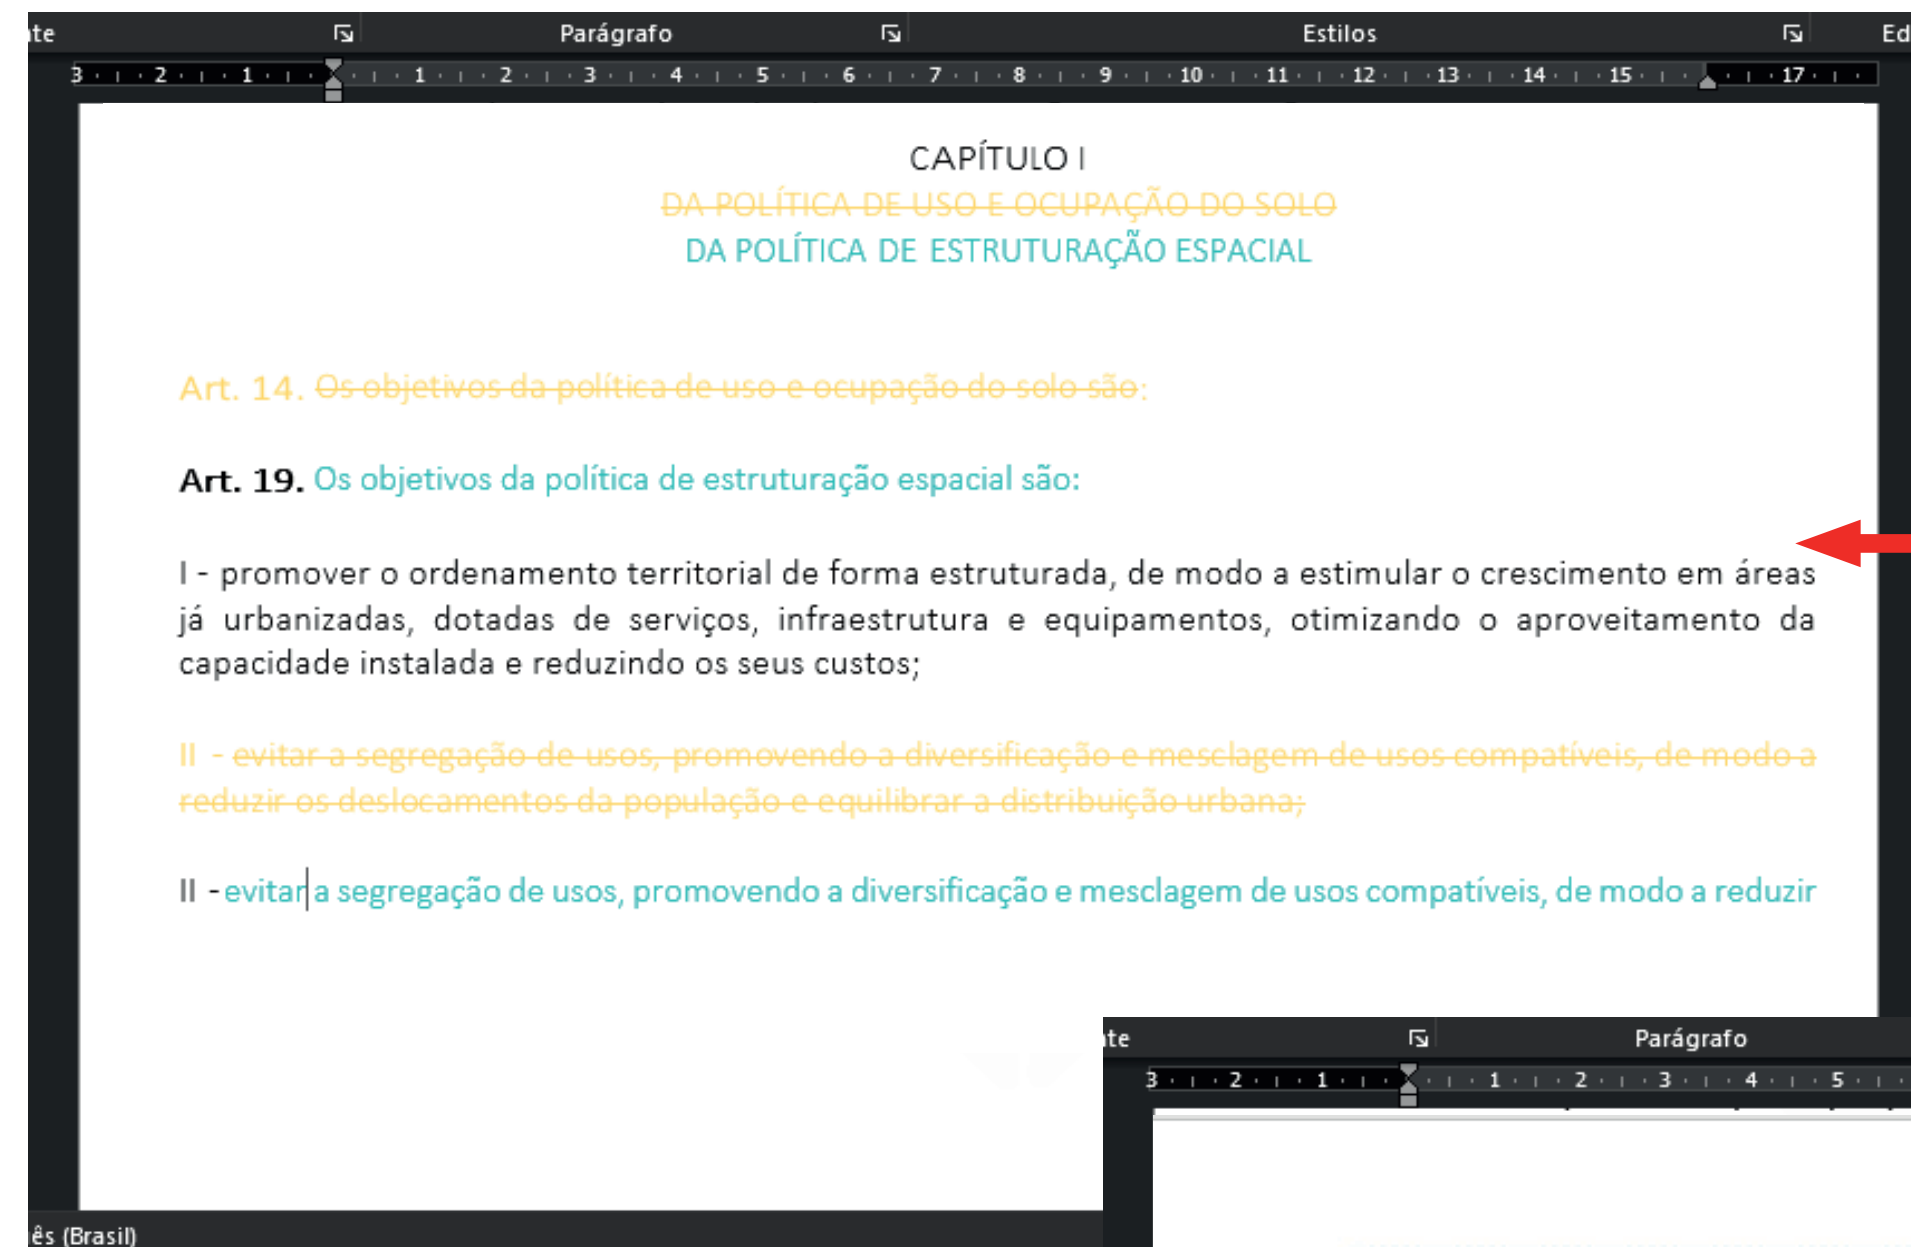 Parágrafo Estilos
3 2 1 1 2 3 4 5 6 7 8 9 10 11 12 13 14 15 17
CAPÍTULO I
DA POLÍTICA DE USO E OCUPAÇÃO DO SOLO
DA POLÍTICA DE ESTRUTURAÇÃO ESPACIAL
Art. 14. Os objetivos da política de uso e ocupação do solo são:
Art. 19. Os objetivos da política de estruturação espacial são:
I - promover o ordenamento territorial de forma estruturada, de modo a estimular o crescimento em áreas
já urbanizadas, dotadas de serviços, infraestrutura e equipamentos, otimizando o aproveitamento da
capacidade instalada e reduzindo os seus custos;
II - evitar a segregação de usos, promovendo a diversificação e mesclagem de usos compatíveis, de modo a
reduzir os deslocamentos da população e equilibrar a distribuição urbana;
II - evitar a segregação de usos, promovendo a diversificação e mesclagem de usos compatíveis, de modo a reduzir
Parágrafo
3 2 1 1 2 3 4 5
ês (Brasil)